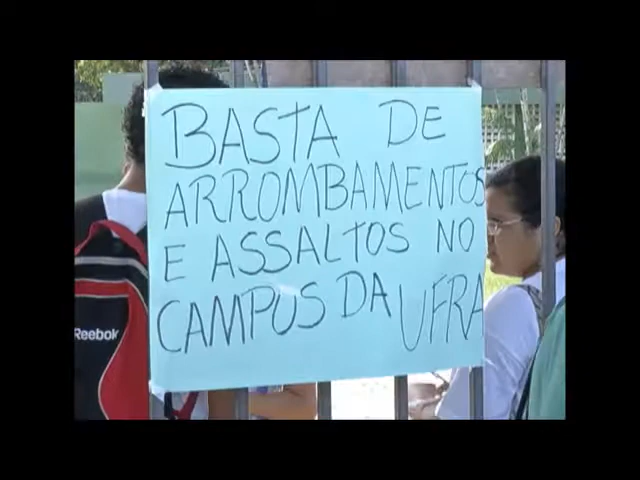 BASTA DE
ARROMBAMENTOS
E ASSALTOS NO
CAMPUS DA UFRA
Reebok